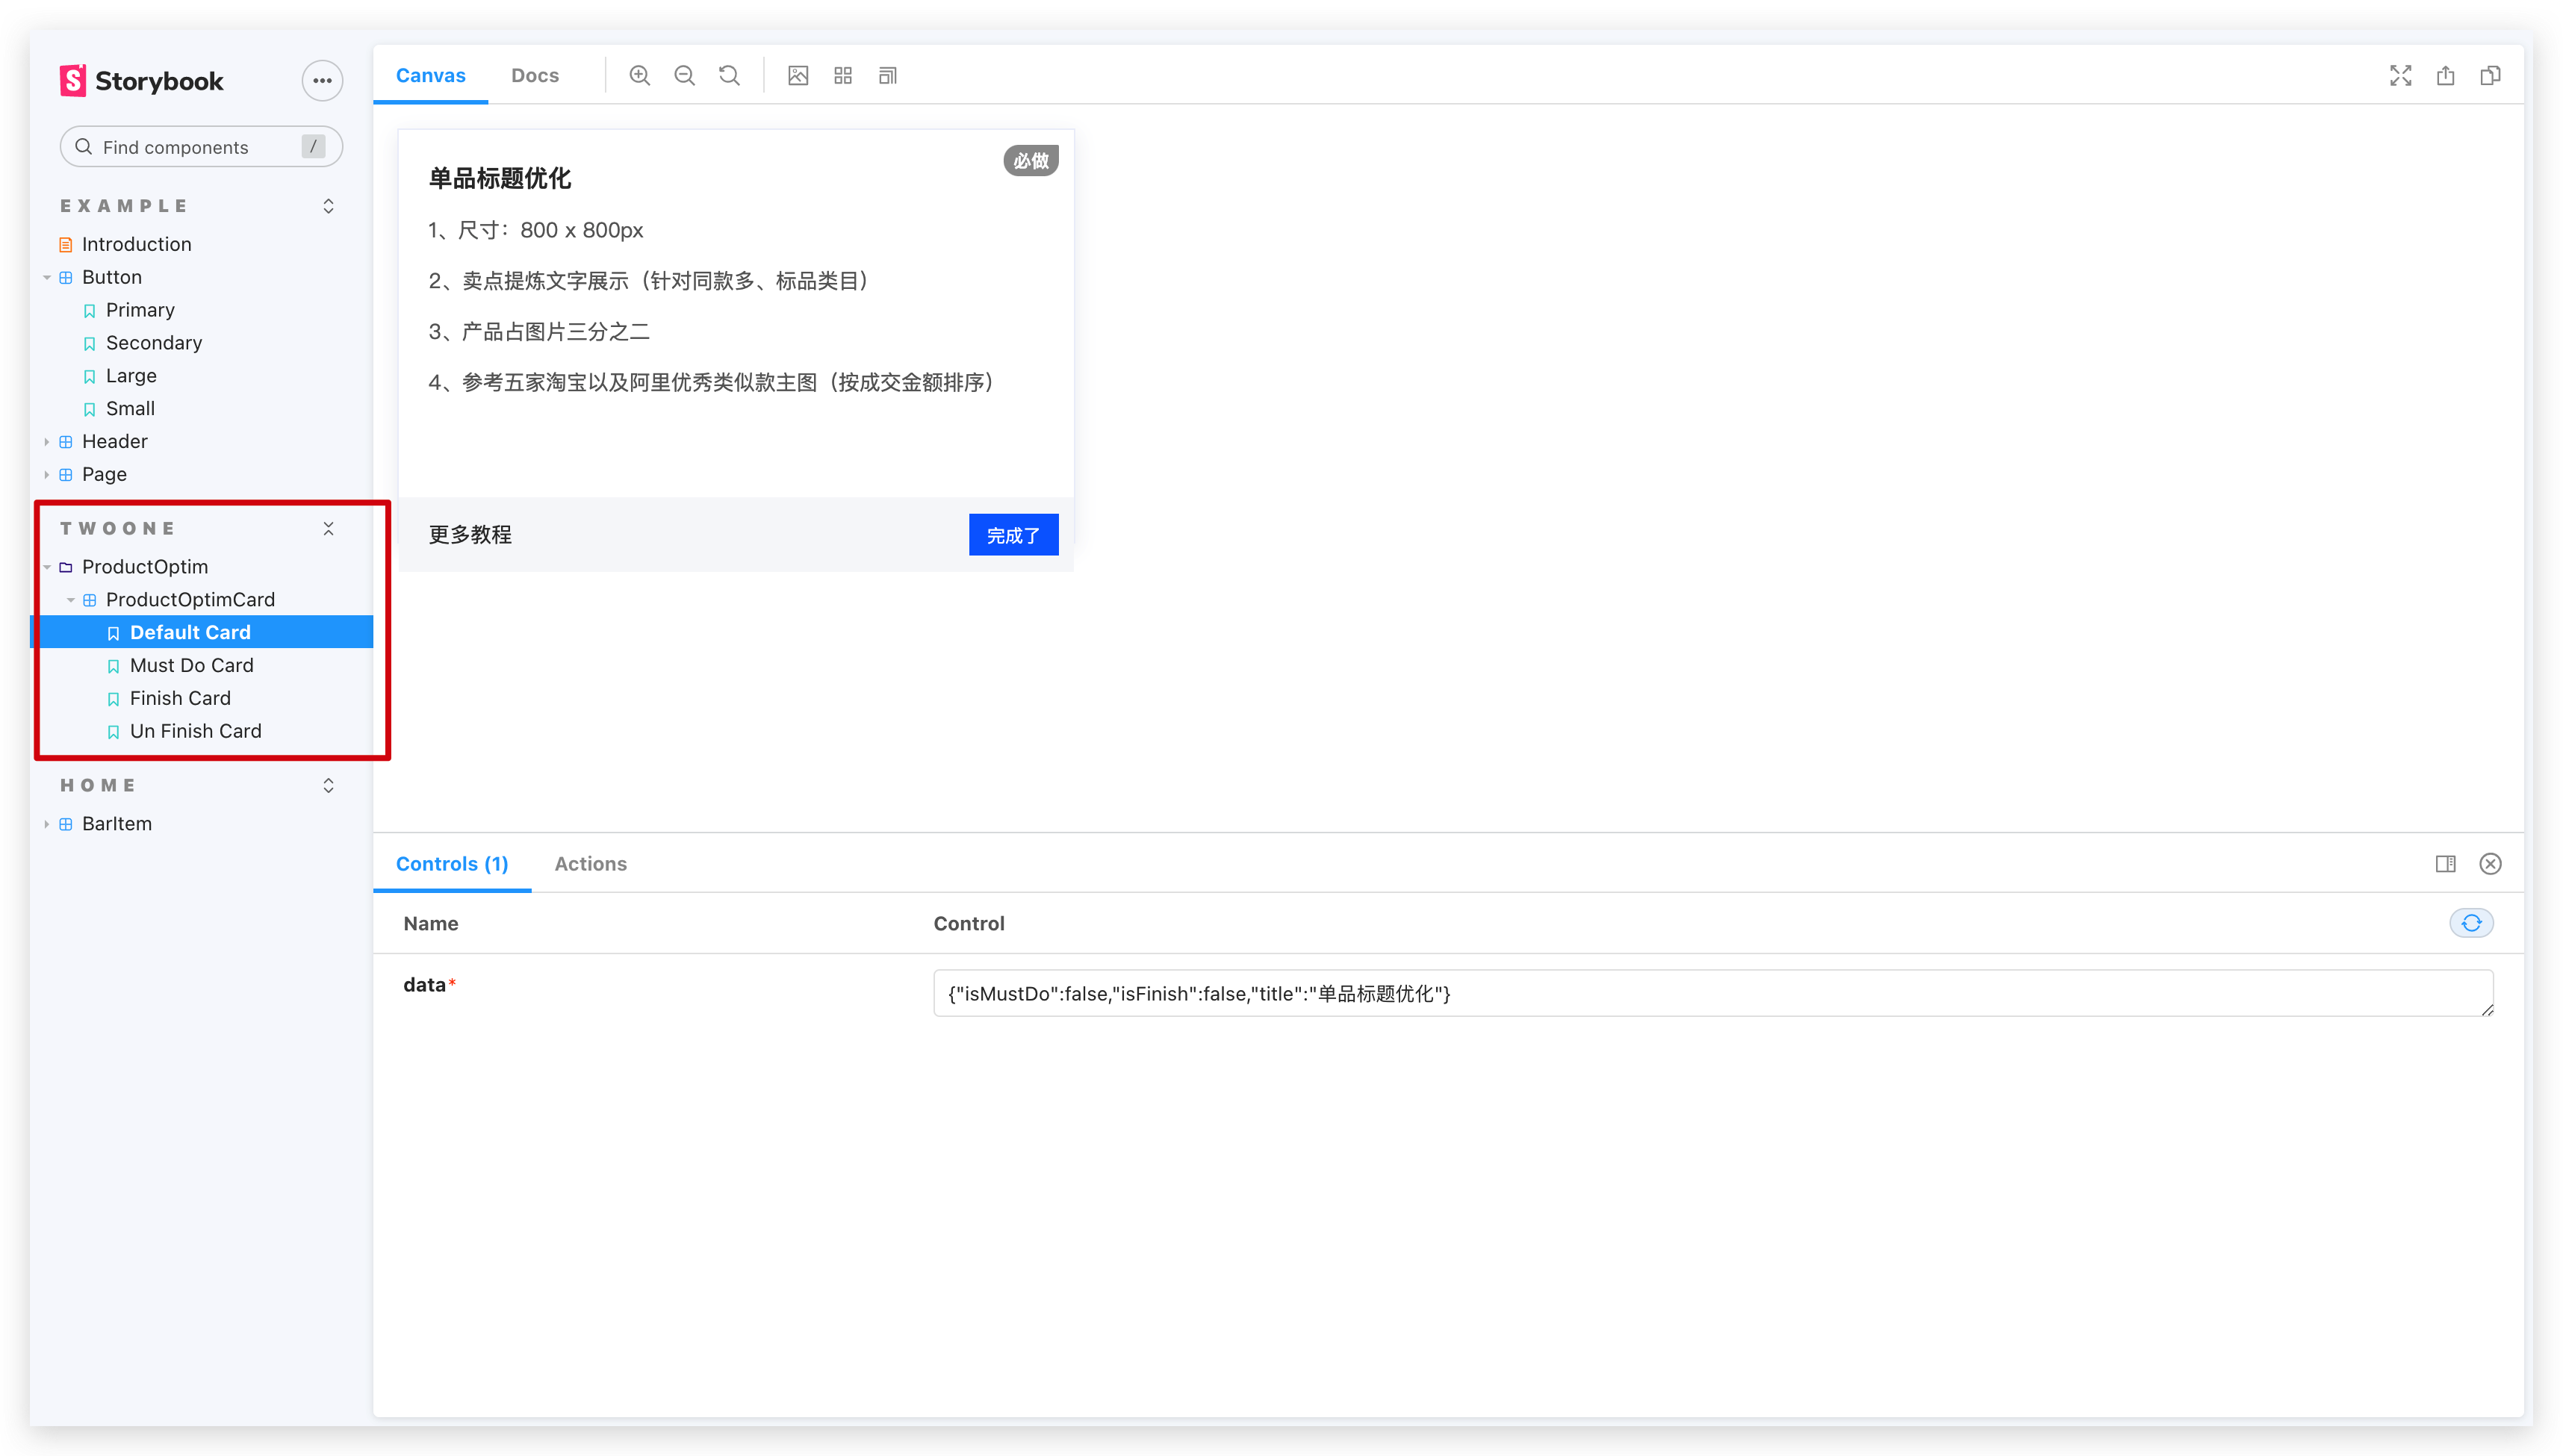 Storybook
Find components
/
EXAMPLE
Introduction
Button
Primary
Secondary
Large
Small
Header
Page
TWOONE
ProductOptim
ProductOptimCard
Default Card
Must Do Card
Finish Card
Un Finish Card
HOME
BarItem
Canvas
Docs
必做
单品标题优化
1、尺寸：800 x 800px
2、卖点提炼文字展示（针对同款多、标品类目）
3、产品占图片三分之二
4、参考五家淘宝以及阿里优秀类似款主图（按成交金额排序）
更多教程
完成了
Controls (1)
Actions
Name
Control
data*
{"isMustDo":false,"isFinish":false,"title":"单品标题优化"}